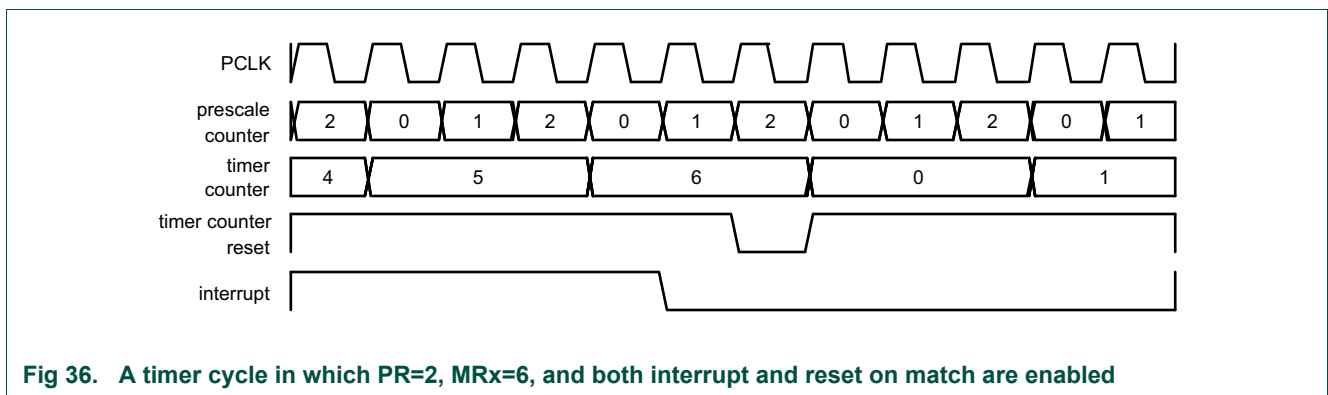 PCLK
prescale
counter
2 0 1 2 0 1 2 0 1 2 0 1
timer
counter
4 5 6 0 1
timer counter
reset
interrupt
Fig 36. A timer cycle in which PR=2, MRx=6, and both interrupt and reset on match are enabled